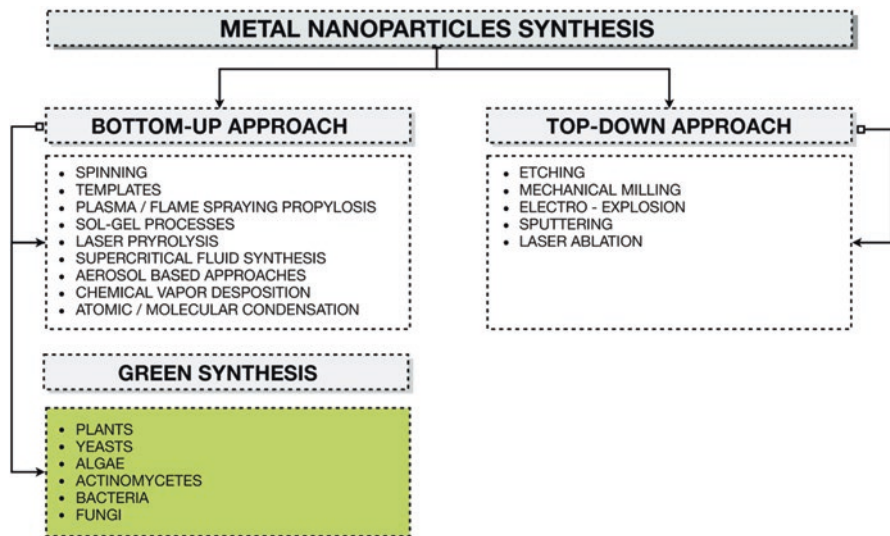 METAL NANOPARTICLES SYNTHESIS
BOTTOM-UP APPROACH
• SPINNING
• TEMPLATES
• PLASMA / FLAME SPRAYING PROPYLOSIS
• SOL-GEL PROCESSES
• LASER PRYROLYSIS
• SUPERCRITICAL FLUID SYNTHESIS
• AEROSOL BASED APPROACHES
• CHEMICAL VAPOR DESPOSITION
• ATOMIC / MOLECULAR CONDENSATION
TOP-DOWN APPROACH
• ETCHING
• MECHANICAL MILLING
• ELECTRO - EXPLOSION
• SPUTTERING
• LASER ABLATION
GREEN SYNTHESIS
• PLANTS
• YEASTS
• ALGAE
• ACTINOMYCETES
• BACTERIA
• FUNGI